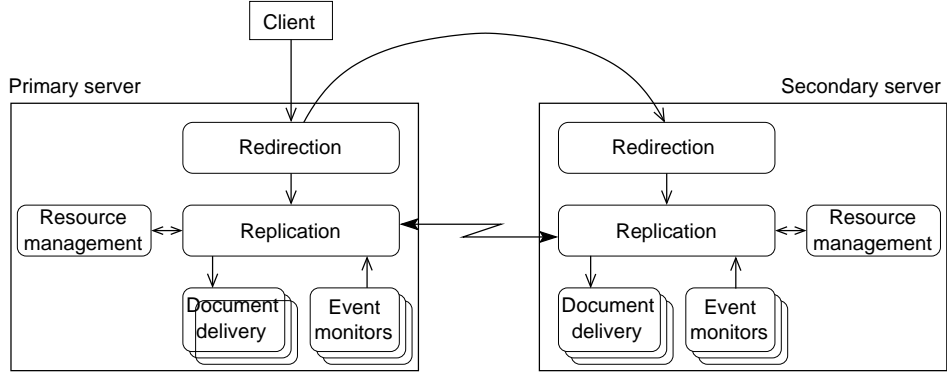 Client
Primary server
Secondary server
Redirection
Redirection
Resource
management
Replication
Replication
Resource
management
Document
delivery
Event
monitors
Document
delivery
Event
monitors